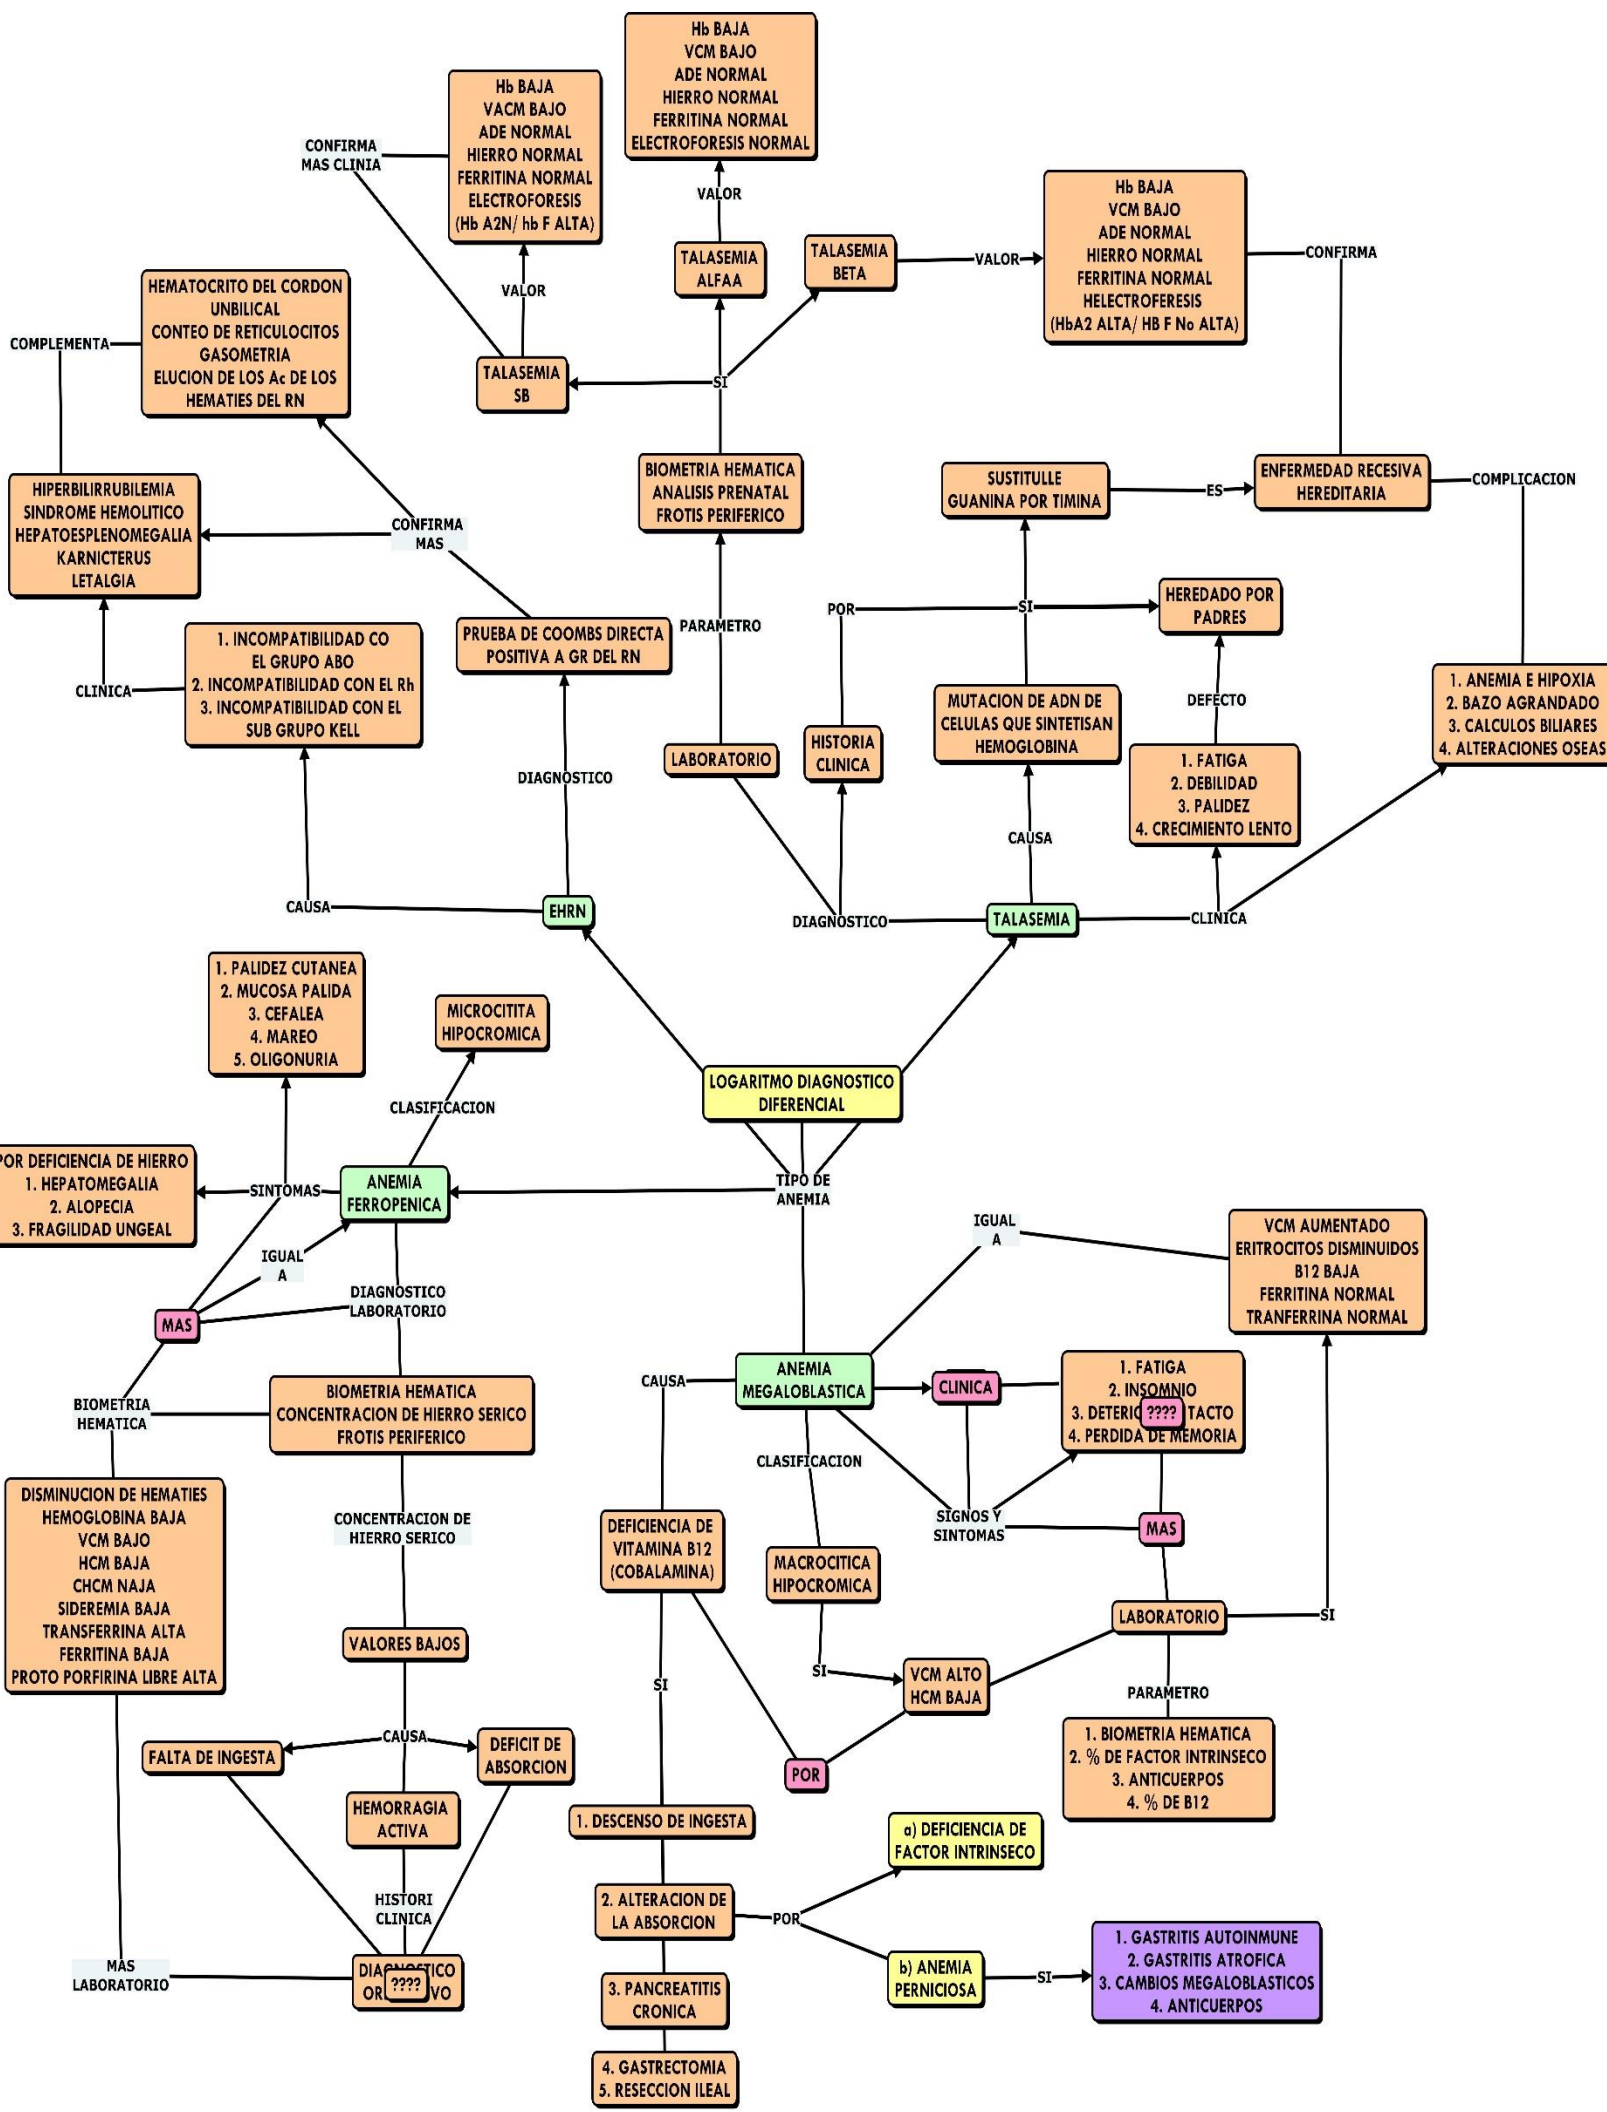 Hb BAJA
VCM BAJO
ADE NORMAL
HIERRO NORMAL
FERRITINA NORMAL
ELECTROFORESIS NORMAL
Hb BAJA
VACM BAJO
ADE NORMAL
HIERRO NORMAL
FERRITINA NORMAL
ELECTROFORESIS
(Hb A2N/ hb F ALTA)
CONFIRMA
MAS CLINIA
VALOR
Hb BAJA
VCM BAJO
ADE NORMAL
HIERRO NORMAL
FERRITINA NORMAL
HELECTROFERESIS
(HbA2 ALTA/ HB F No ALTA)
TALASEMIA
ALFAA
TALASEMIA
BETA
VALOR
CONFIRMA
VALOR
HEMATOCRITO DEL CORDON
UNBILICAL
CONTEO DE RETICULOCITOS
GASOMETRIA
ELUCION DE LOS Ac DE LOS
HEMATIES DEL RN
COMPLEMENTA
TALASEMIA
SB
SI
BIOMETRIA HEMATICA
ANALISIS PRENATAL
FROTIS PERIFERICO
SUSTITULLE
GUANINA POR TIMINA
ES
ENFERMEDAD RECESIVA
HEREDITARIA
COMPLICACION
HIPERBILIRRUBILEMIA
SINDROME HEMOLITICO
HEPATOESPLENOMEGALIA
KARNICTERUS
LETALGIA
CONFIRMA
MAS
PARAMETRO
POR
SI
HEREDADO POR
PADRES
1. INCOMPATIBILIDAD CO
EL GRUPO ABO
2. INCOMPATIBILIDAD CON EL Rh
3. INCOMPATIBILIDAD CON EL
SUB GRUPO KELL
PRUEBA DE COOMBS DIRECTA
POSITIVA A GR DEL RN
CLINICA
MUTACION DE ADN DE
CELULAS QUE SINTETISAN
HEMOGLOBINA
DEFECTO
1. ANEMIA E HIPOXIA
2. BAZO AGRANDADO
3. CALCULOS BILIARES
4. ALTERACIONES OSEAS
LABORATORIO
HISTORIA
CLINICA
DIAGNOSTICO
1. FATIGA
2. DEBILIDAD
3. PALIDEZ
4. CRECIMIENTO LENTO
CAUSA
CAUSA
EHRN
DIAGNOSTICO
TALASEMIA
CLINICA
1. PALIDEZ CUTANEA
2. MUCOSA PALIDA
3. CEFALEA
4. MAREO
5. OLIGONURIA
MICROCITITA
HIPOCROMICA
LOGARITMO DIAGNOSTICO
DIFERENCIAL
CLASIFICACION
POR DEFICIENCIA DE HIERRO
1. HEPATOMEGALIA
2. ALOPECIA
3. FRAGILIDAD UNGEAL
SINTOMAS
ANEMIA
FERROPENICA
TIPO DE
ANEMIA
IGUAL
A
IGUAL
A
VCM AUMENTADO
ERITROCITOS DISMINUIDOS
B12 BAJA
FERRITINA NORMAL
TRANFERRINA NORMAL
DIAGNOSTICO
LABORATORIO
MAS
CAUSA
ANEMIA
MEGALOBLASTICA
CLINICA
1. FATIGA
2. INSOMNIO
3. DETERIO
????
TACTO
4. PERDIDA DE MEMORIA
BIOMETRIA
HEMATICA
BIOMETRIA HEMATICA
CONCENTRACION DE HIERRO SERICO
FROTIS PERIFERICO
CLASIFICACION
DISMINUCION DE HEMATIES
HEMOGLOBINA BAJA
VCM BAJO
HCM BAJA
CHCM NAJA
SIDEREMIA BAJA
TRANSFERRINA ALTA
FERRITINA BAJA
PROTO PORFIRINA LIBRE ALTA
CONCENTRACION DE
HIERRO SERICO
DEFICIENCIA DE
VITAMINA B12
(COBALAMINA)
SIGNOS Y
SINTOMAS
MAS
MACROCITICA
HIPOCROMICA
LABORATORIO
SI
VALORES BAJOS
SI
SI
VCM ALTO
HCM BAJA
PARAMETRO
CAUSA
FALTA DE INGESTA
DEFICIT DE
ABSORCION
POR
1. BIOMETRIA HEMATICA
2. % DE FACTOR INTRINSECO
3. ANTICUERPOS
4. % DE B12
HEMORRAGIA
ACTIVA
1. DESCENSO DE INGESTA
a) DEFICIENCIA DE
FACTOR INTRINSECO
HISTORI
CLINICA
2. ALTERACION DE
LA ABSORCION
POR
MAS
LABORATORIO
DIAGNOSTICO
????
VO
b) ANEMIA
PERNICIOSA
SI
1. GASTRITIS AUTOINMUNE
2. GASTRITIS ATROFICA
3. CAMBIOS MEGALOBLASTICOS
4. ANTICUERPOS
3. PANCREATITIS
CRONICA
4. GASTRECTOMIA
5. RESECCION ILEAL